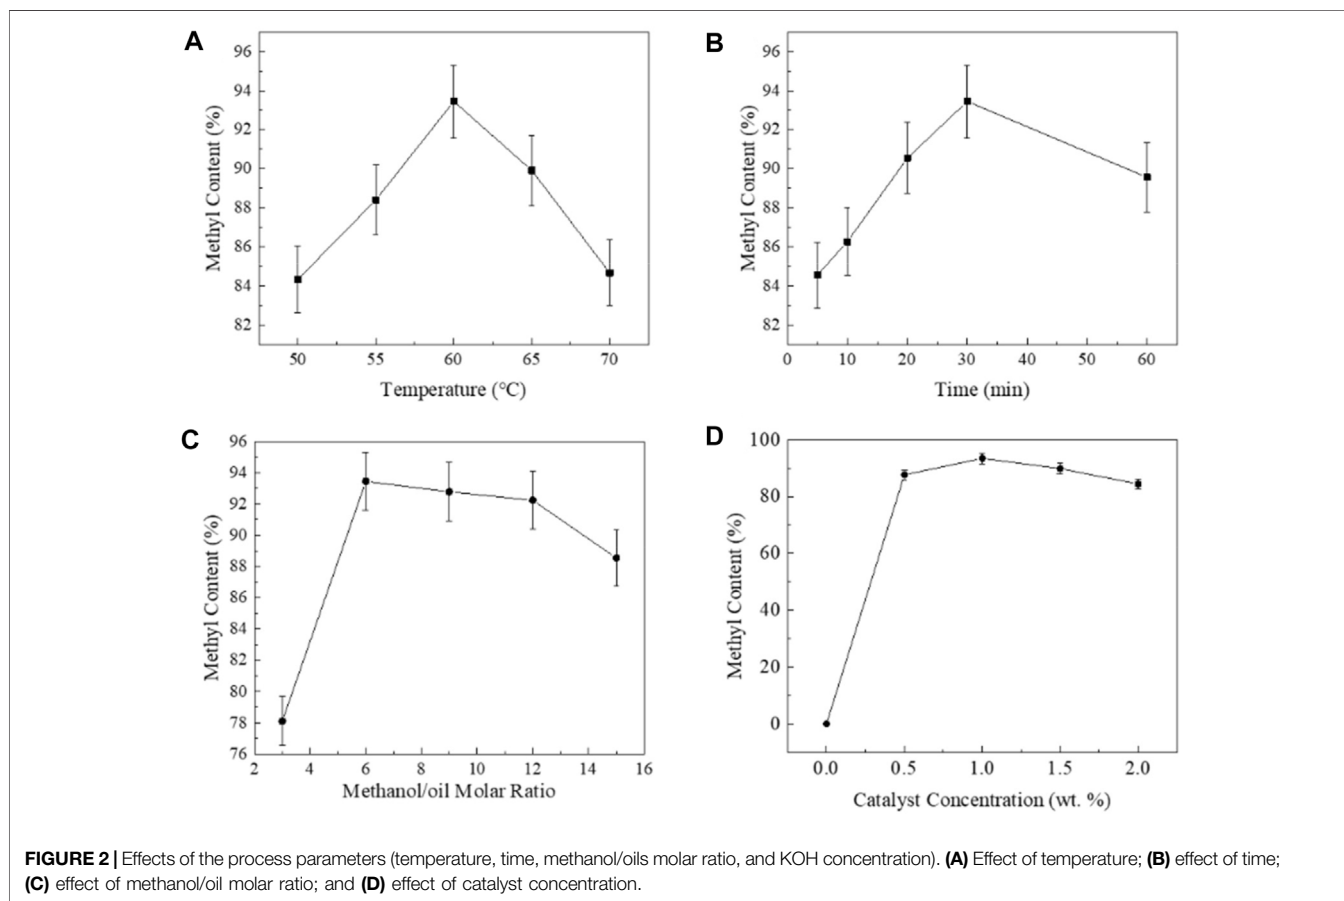 A
96
94
92
90
88
86
84
82
Methyl Content (%)
50 55 60 65 70
Temperature (°C)
B
96
94
92
90
88
86
84
82
Methyl Content (%)
0 10 20 30 40 50 60
Time (min)
C
96
94
92
90
88
86
84
82
80
78
76
Methyl Content (%)
2 4 6 8 10 12 14 16
Methanol/oil Molar Ratio
D
100
80
60
40
20
0
Methyl Content (%)
0.0 0.5 1.0 1.5 2.0
Catalyst Concentration (wt. %)
FIGURE 2 | Effects of the process parameters (temperature, time, methanol/oils molar ratio, and KOH concentration). (A) Effect of temperature; (B) effect of time;
(C) effect of methanol/oil molar ratio; and (D) effect of catalyst concentration.